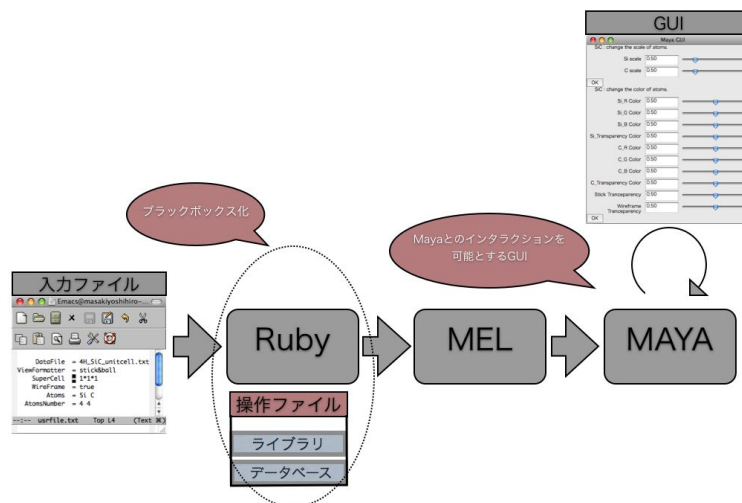 GUI
Maya GUI
SiC : change the scale of atoms.
Si scale 0.50
C scale 0.50
OK
SiC : change the color of atoms.
Si_R Color 0.50
Si_G Color 0.50
Si_B Color 0.50
Si_Transparency Color 0.50
C_R Color 0.50
C_G Color 0.50
C_B Color 0.50
C_Transparency Color 0.50
Stick Tranceparency 0.50
Wireframe
Tranceparency 0.50
OK
ブラックボックス化
Mayaとのインタラクションを
可能とするGUI
入力ファイル
Emacs@masakiyoshihiro-...
DataFile = 4H_SiC_unitcell.txt
ViewFormatter = stick&ball
SuperCell = 1*1*1
WireFrame = true
Atoms = Si C
AtomsNumber = 4 4
--:-- usrfile.txt Top L4 (Text ⌘)
Ruby
MEL
MAYA
操作ファイル
ライブラリ
データベース